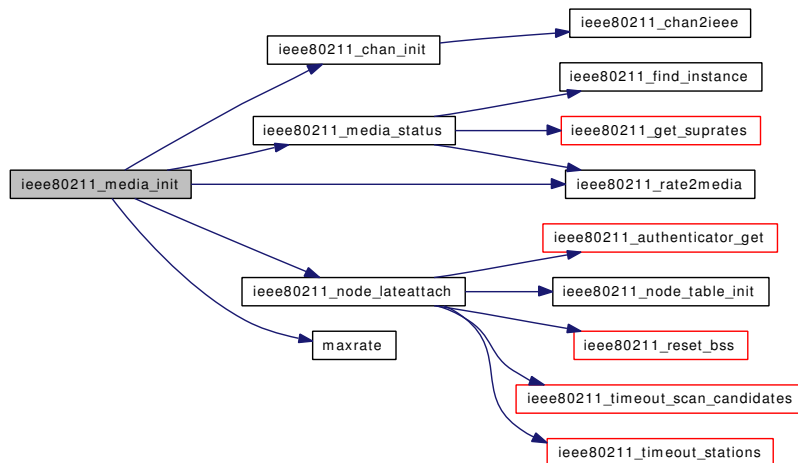 ieee80211_chan2ieee
ieee80211_chan_init
ieee80211_find_instance
ieee80211_media_status
ieee80211_get_suprates
ieee80211_media_init
ieee80211_rate2media
ieee80211_authenticator_get
ieee80211_node_lateattach
ieee80211_node_table_init
maxrate
ieee80211_reset_bss
ieee80211_timeout_scan_candidates
ieee80211_timeout_stations